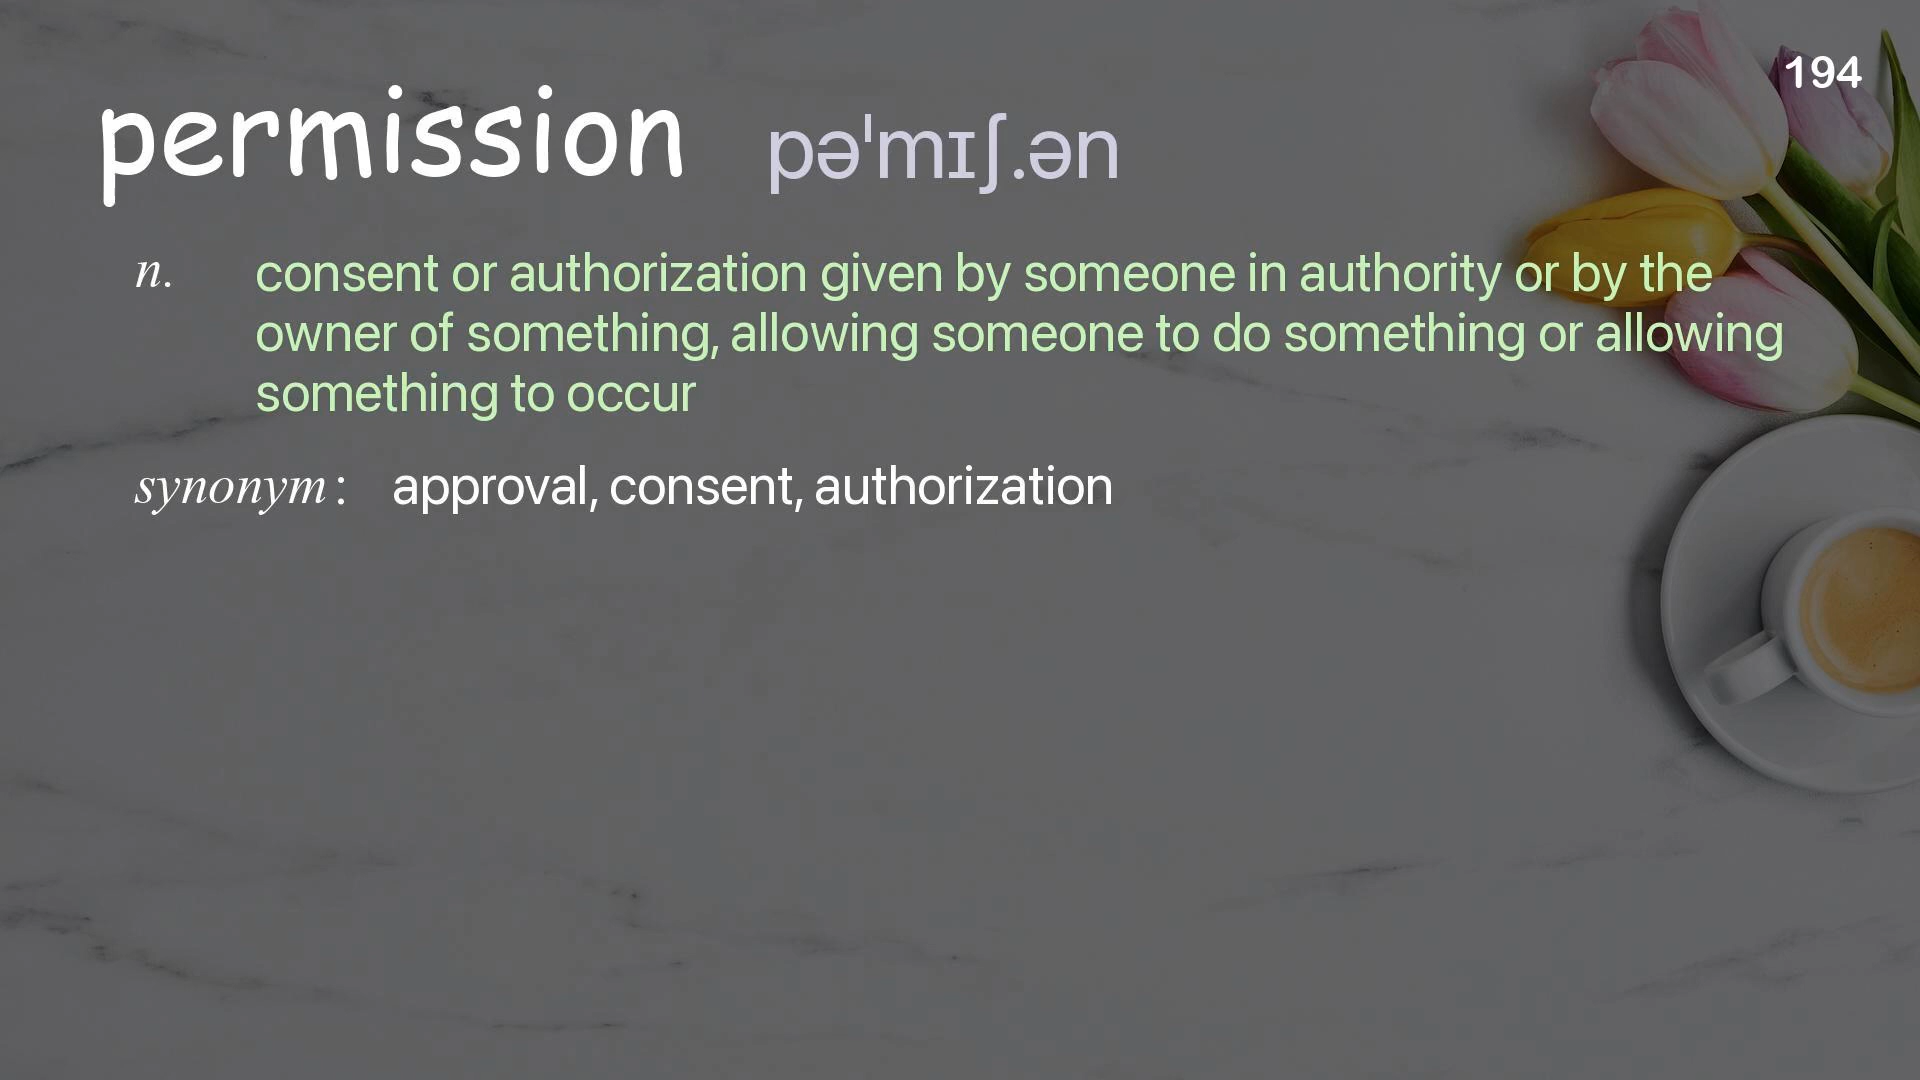 194
permission pəˈmɪʃ.ən
n. consent or authorization given by someone in authority or by the
owner of something, allowing someone to do something or allowing
something to occur
synonym: approval, consent, authorization